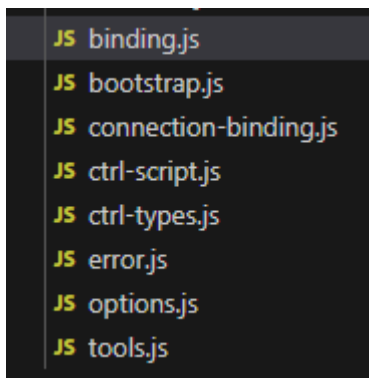 JS binding.js
JS bootstrap.js
JS connection-binding.js
JS ctrl-script.js
JS ctrl-types.js
JS error.js
JS options.js
JS tools.js